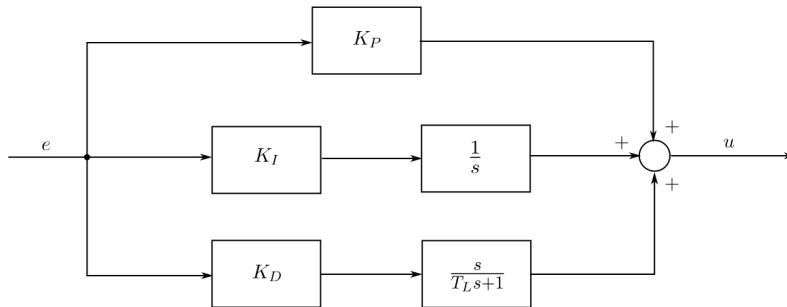 K_P
+
e
K_I
1/s
+
u
+
K_D
s/(T_L s+1)